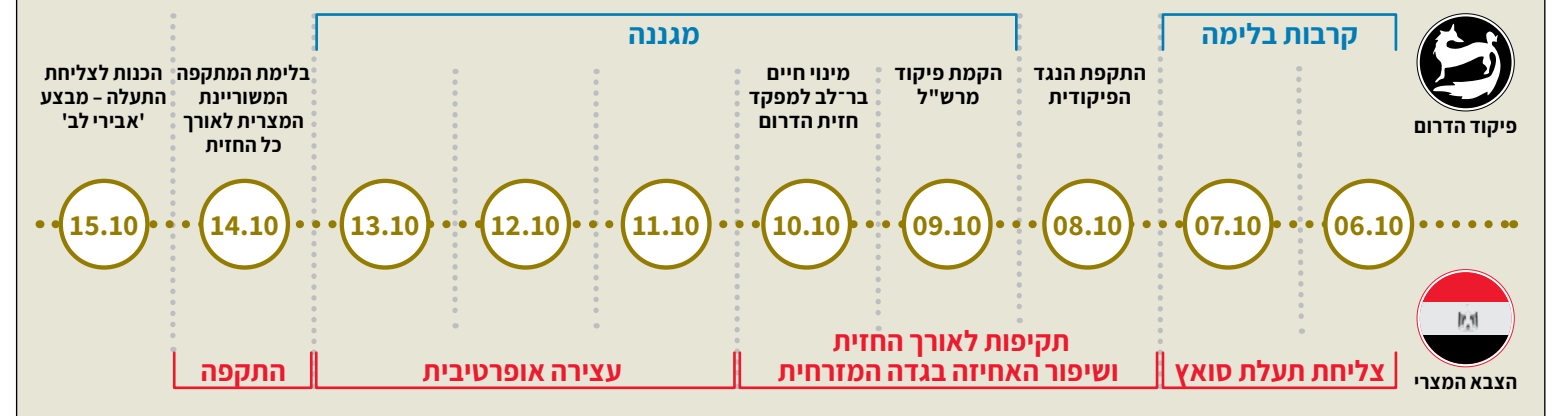 קרבות בלימה
מגננה
פיקוד הדרום
התקפת הנגד
הפיקודית
הקמת פיקוד
מרש"ל
מינוי חיים
בר־לב למפקד
חזית הדרום
בלימת המתקפה
המשוריינת
המצרית לאורך
כל החזית
הכנות לצליחת
התעלה – מבצע
'אבירי לב'
06.10
07.10
08.10
09.10
10.10
11.10
12.10
13.10
14.10
15.10
הצבא המצרי
צליחת תעלת סואץ
תקיפות לאורך החזית
ושיפור האחיזה בגדה המזרחית
עצירה אופרטיבית
התקפה